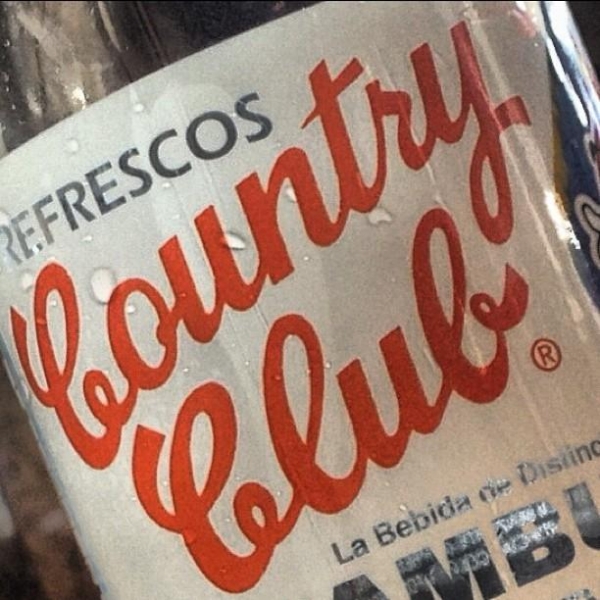 REFRESCOS
Country
Club®
La Bebida de